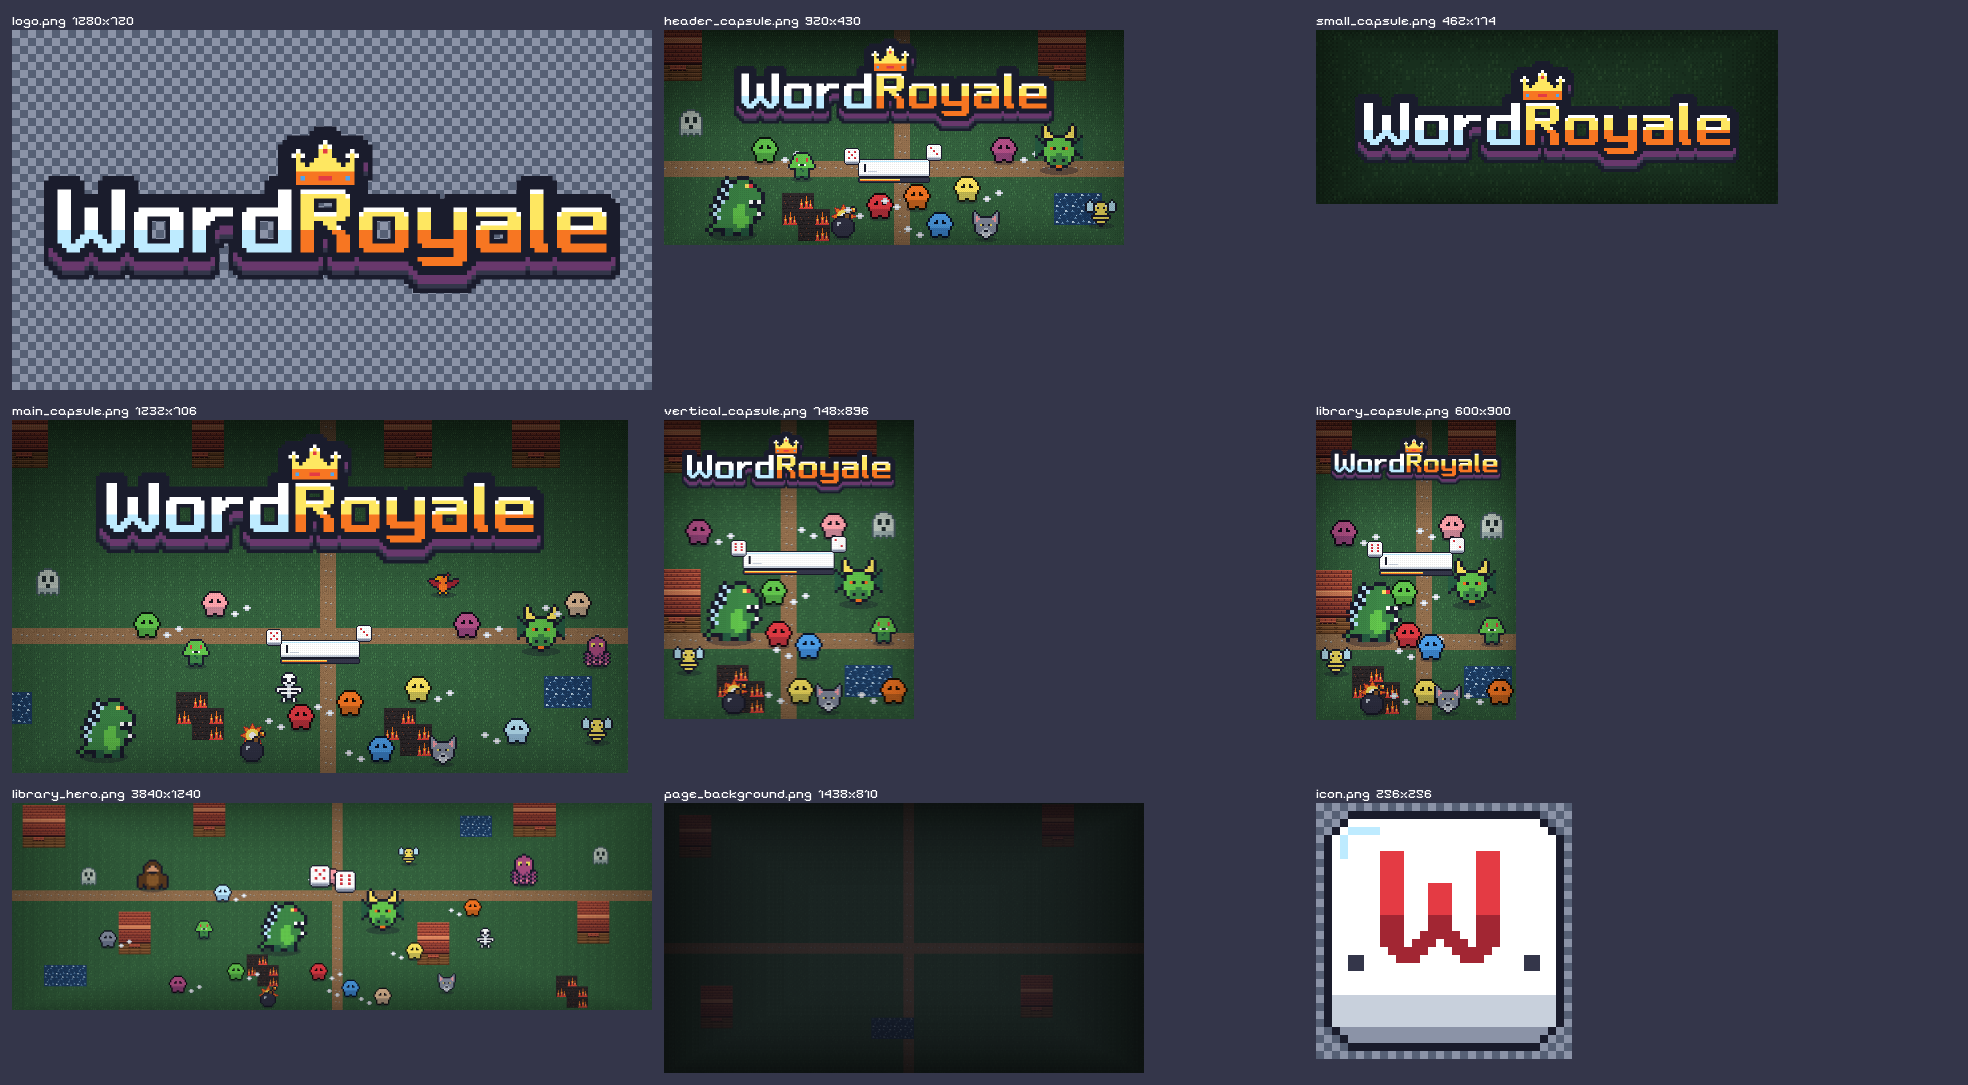 logo.png 1280x720
WordRoyale
header_capsule.png 920x430
WordRoyale
small_capsule.png 462x174
WordRoyale
main_capsule.png 1232x706
WordRoyale
vertical_capsule.png 748x896
WordRoyale
library_capsule.png 600x900
WordRoyale
library_hero.png 3840x1240
page_background.png 1438x810
icon.png 256x256
W